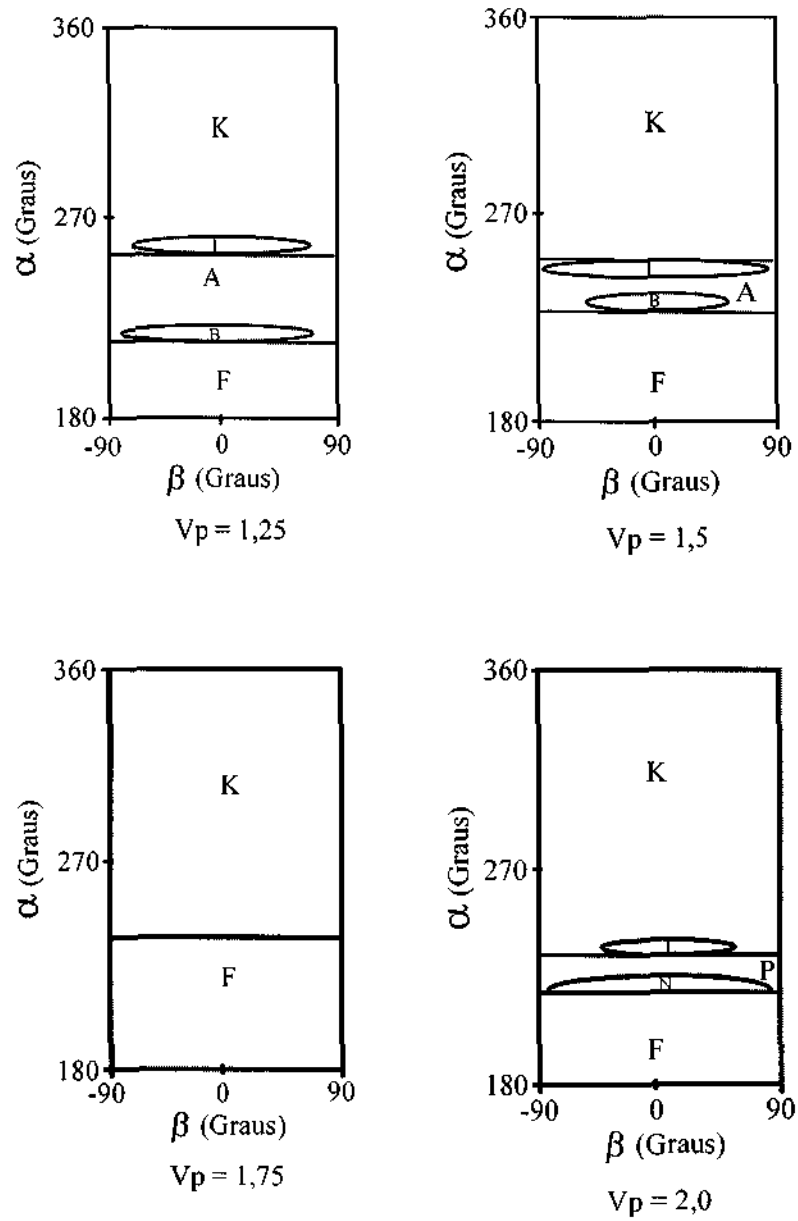 360
K
α (Graus)
270
I
A
B
F
180
-90
0
90
β (Graus)
Vp = 1,25
360
K
α (Graus)
270
I
A
B
F
180
-90
0
90
β (Graus)
Vp = 1,5
360
K
α (Graus)
270
F
180
-90
0
90
β (Graus)
Vp = 1,75
360
K
α (Graus)
270
I
P
N
F
180
-90
0
90
β (Graus)
Vp = 2,0